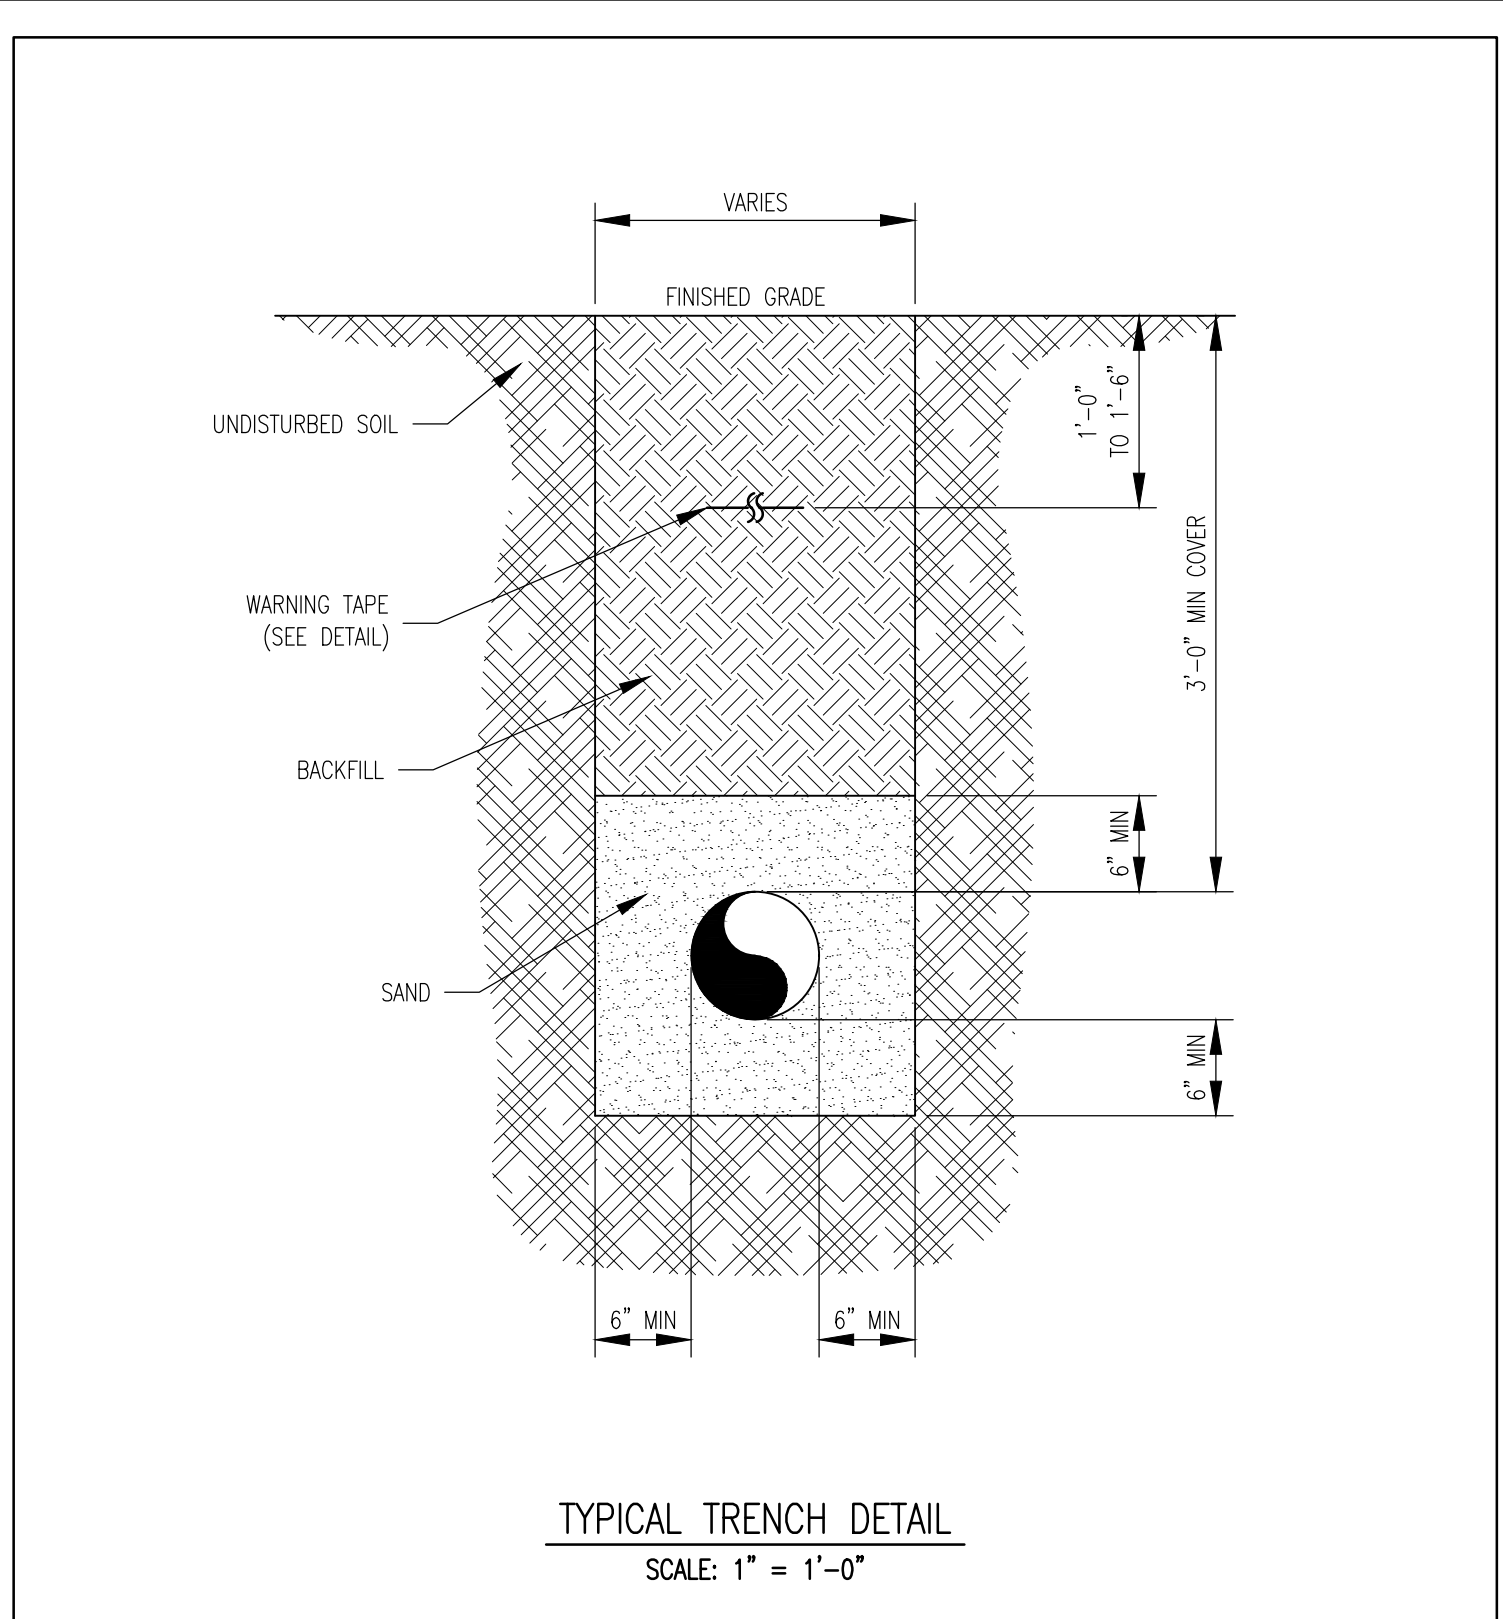 VARIES
FINISHED GRADE
UNDISTURBED SOIL
1'-0"
TO 1'-6"
WARNING TAPE
(SEE DETAIL)
3'-0" MIN COVER
BACKFILL
6" MIN
SAND
6" MIN
6" MIN
6" MIN
TYPICAL TRENCH DETAIL
SCALE: 1" = 1'-0"